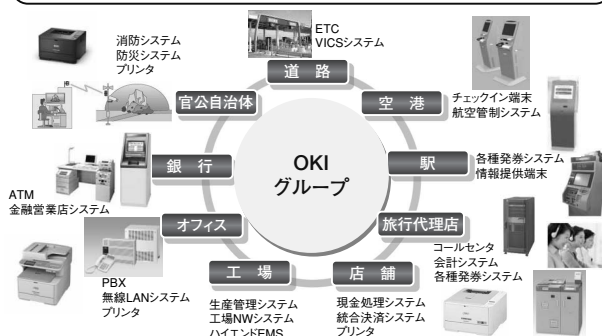 消防システム
防災システム
プリンタ
ETC
VICSシステム
道路
官公自治体
空港
チェックイン端末
航空管制システム
銀行
OKI
グループ
駅
各種発券システム
情報提供端末
ATM
金融営業店システム
オフィス
旅行代理店
コールセンタ
会計システム
各種発券システム
PBX
無線LANシステム
プリンタ
工場
店舗
生産管理システム
工場NWシステム
ハイエンドEMS
現金処理システム
統合決済システム
プリンタ